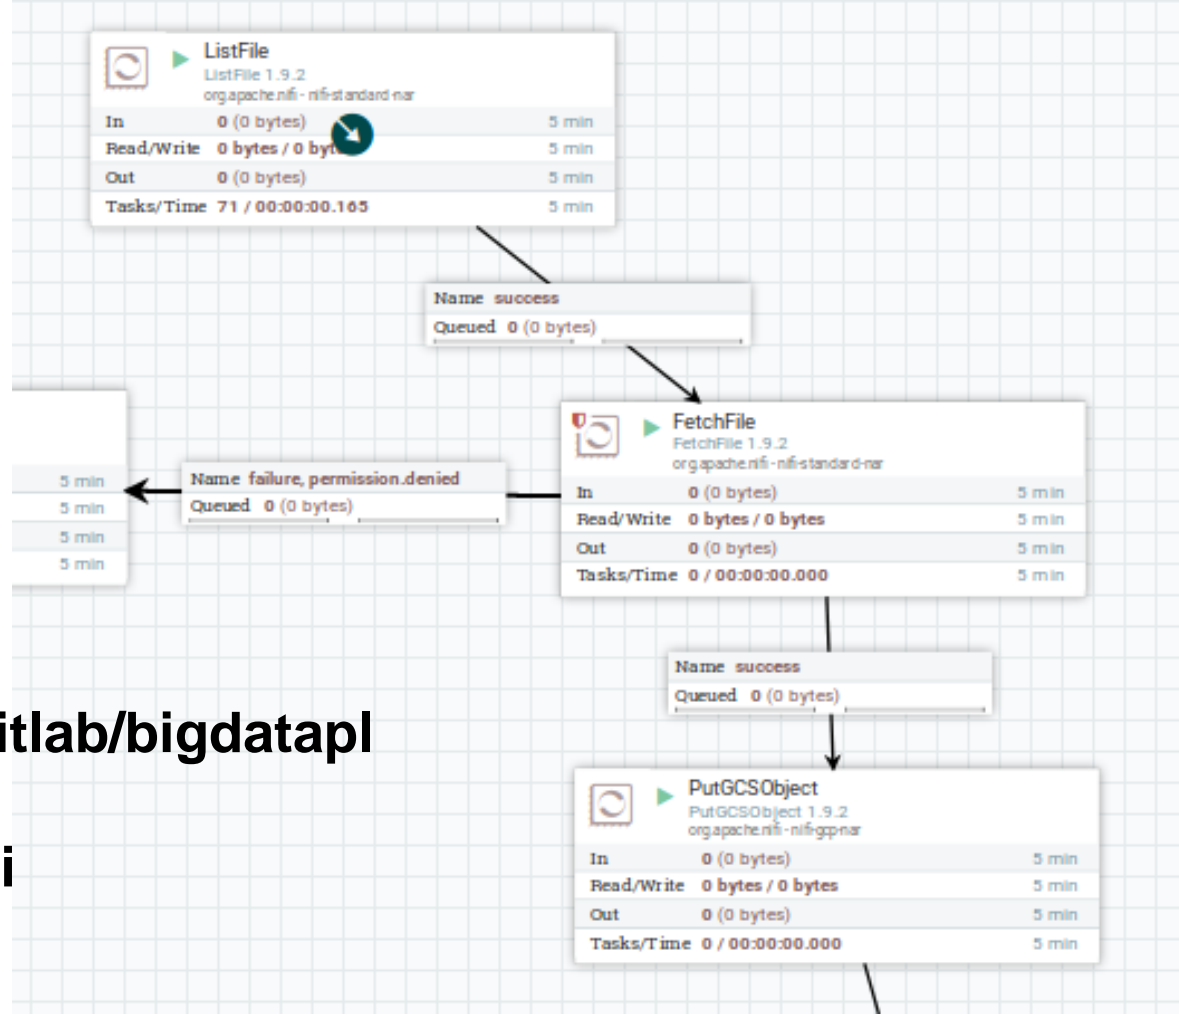 ListFile
ListFile 1.9.2
org.apache.nifi - nifi-standard-nar
In 0 (0 bytes) 5 min
Read/Write 0 bytes / 0 5 min
Out 0 (0 bytes) 5 min
Tasks/Time 71 / 00:00:00.165 5 min
Name success
Queued 0 (0 bytes)
FetchFile
FetchFile 1.9.2
org.apache.nifi - nifi-standard-nar
5 min
5 min
5 min
5 min
Name failure, permission.denied
Queued 0 (0 bytes)
In 0 (0 bytes) 5 min
Read/Write 0 bytes / 0 bytes 5 min
Out 0 (0 bytes) 5 min
Tasks/Time 0 / 00:00:00.000 5 min
Name success
Queued 0 (0 bytes)
itlab/bigdatapl
PutGCSObject
PutGCSObject 1.9.2
org.apache.nifi - nifi-gcp-nar
i
In 0 (0 bytes) 5 min
Read/Write 0 bytes / 0 bytes 5 min
Out 0 (0 bytes) 5 min
Tasks/Time 0 / 00:00:00.000 5 min